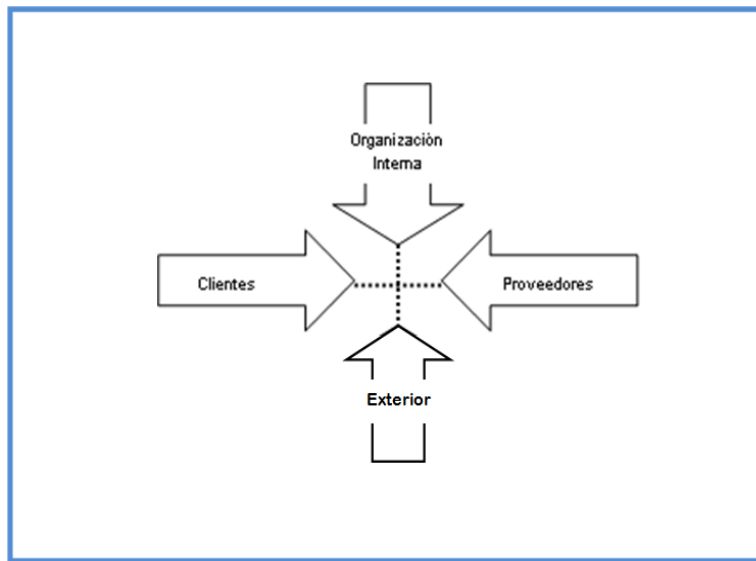 Organización
Interna
Clientes
Proveedores
Exterior